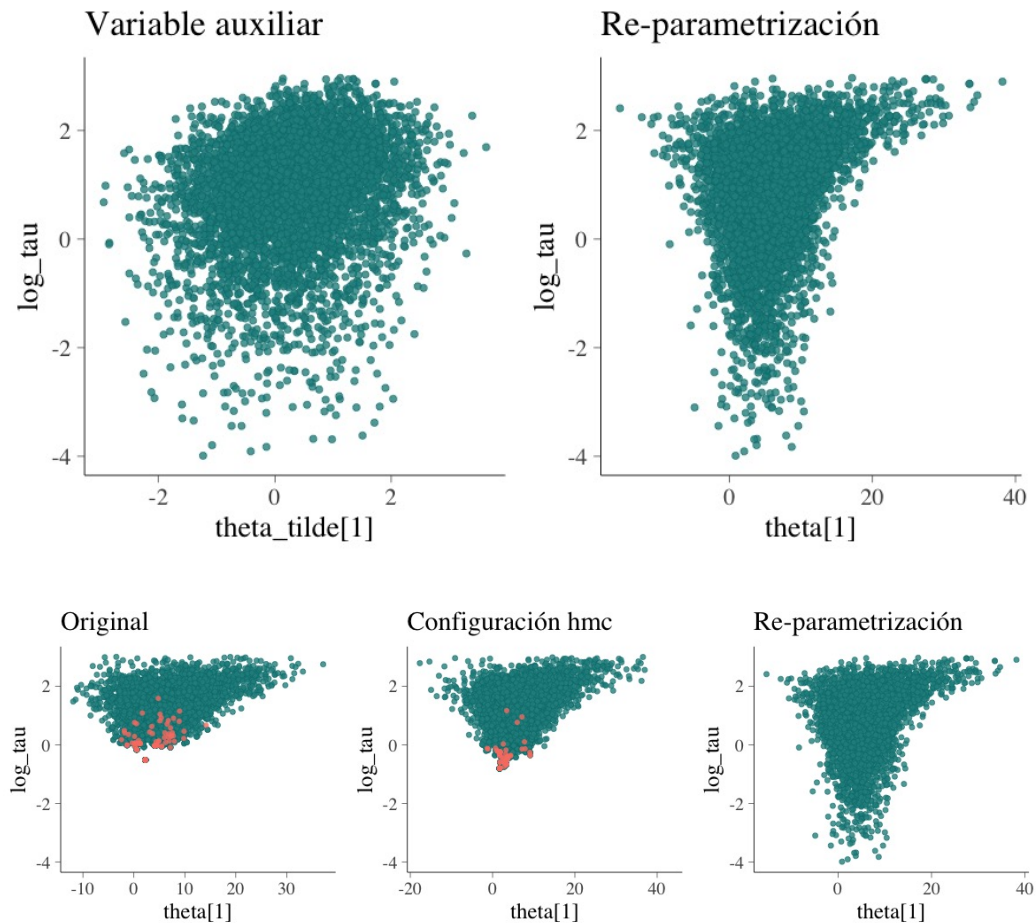 Variable auxiliar
Re-parametrización
log_tau
2
0
-2
-4
-2 0 2
theta_tilde[1]
log_tau
2
0
-2
-4
0 20 40
theta[1]
Original
Configuración hmc
Re-parametrización
log_tau
2
0
-2
-4
-10 0 10 20 30
theta[1]
log_tau
2
0
-2
-4
-20 0 20 40
theta[1]
log_tau
2
0
-2
-4
0 20 40
theta[1]